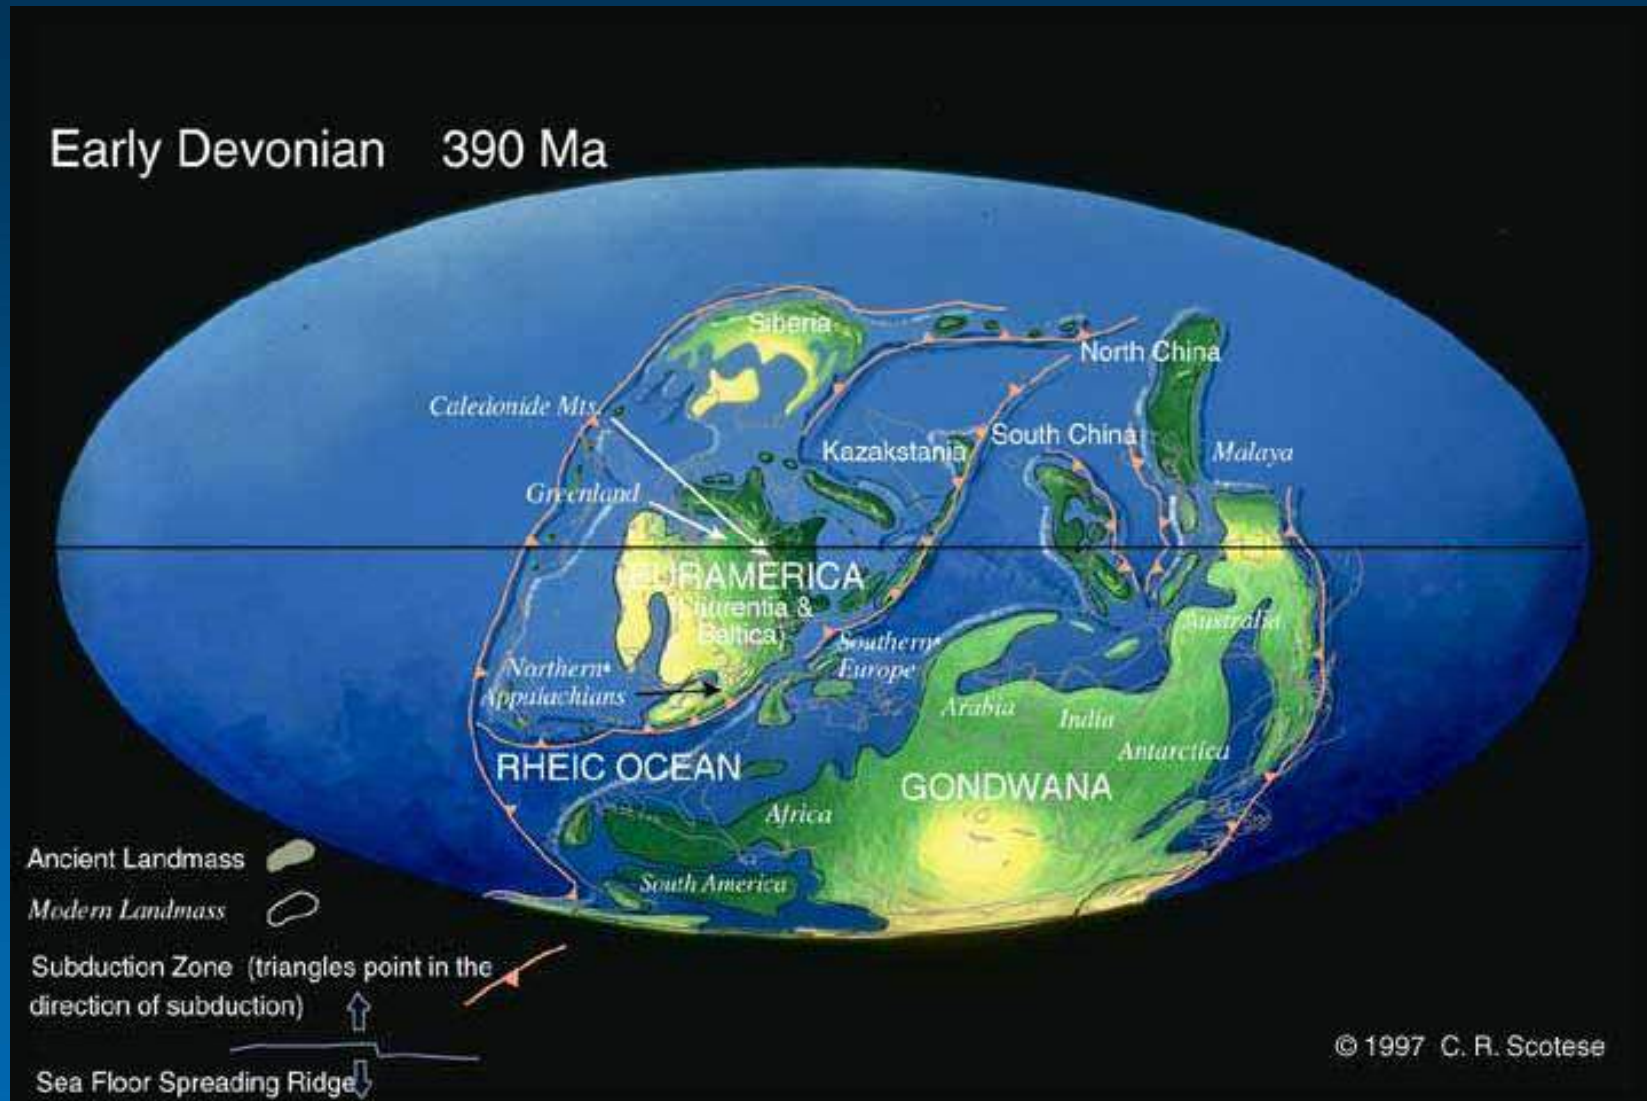 Early Devonian 390 Ma
Siberia
North China
Caledonide Mts.
South China
Kazakstania
Malaya
Greenland
EURAMERICA
(Laurentia &
Baltica)
Australia
Southern
Europe
Northern
Appalachians
Arabia
India
Antarctica
RHEIC OCEAN
GONDWANA
Africa
South America
Ancient Landmass
Modern Landmass
Subduction Zone (triangles point in the
direction of subduction)
Sea Floor Spreading Ridge
© 1997 C. R. Scotese